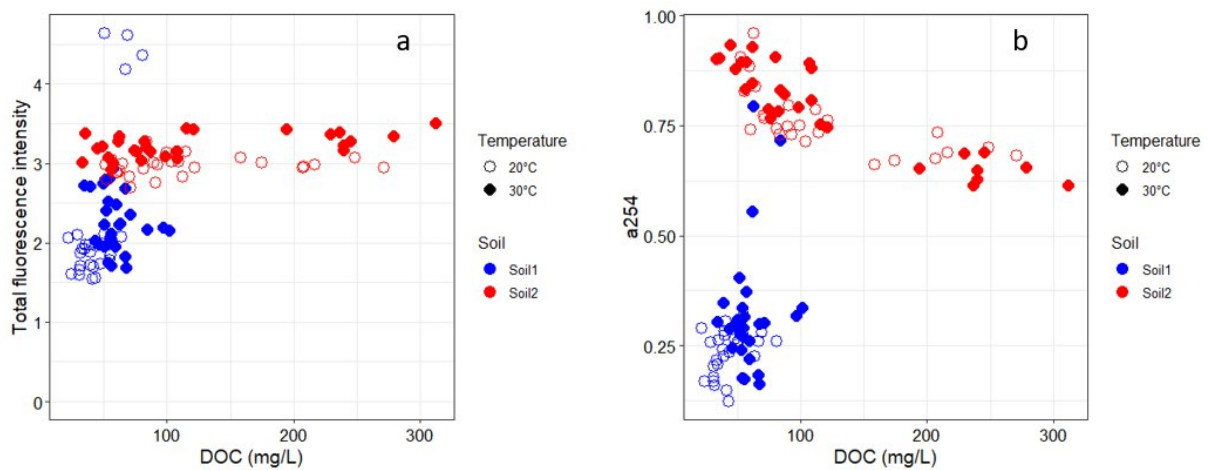 a
Total fluorescence intensity
4
3
2
1
0
100
200
300
DOC (mg/L)
Temperature
20°C
30°C
Soil
Soil1
Soil2
b
a254
1.00
0.75
0.50
0.25
100
200
300
DOC (mg/L)
Temperature
20°C
30°C
Soil
Soil1
Soil2